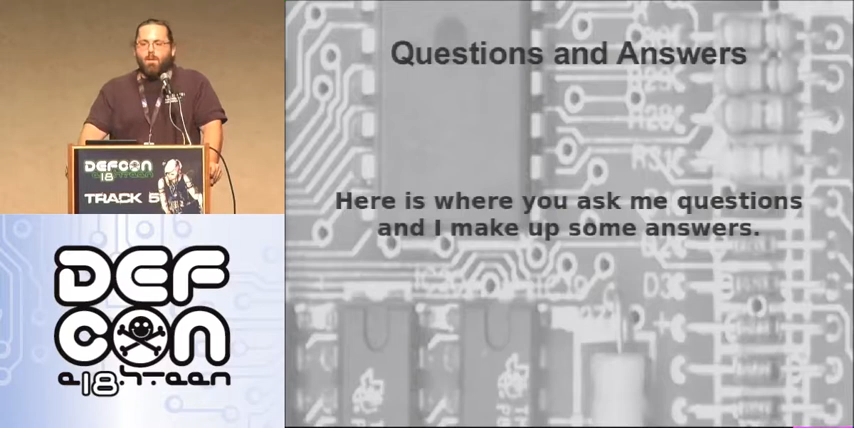 Questions and Answers
Here is where you ask me questions
and I make up some answers.
DEFCON
18
TRACK 5
DEF
CON
e18hteen